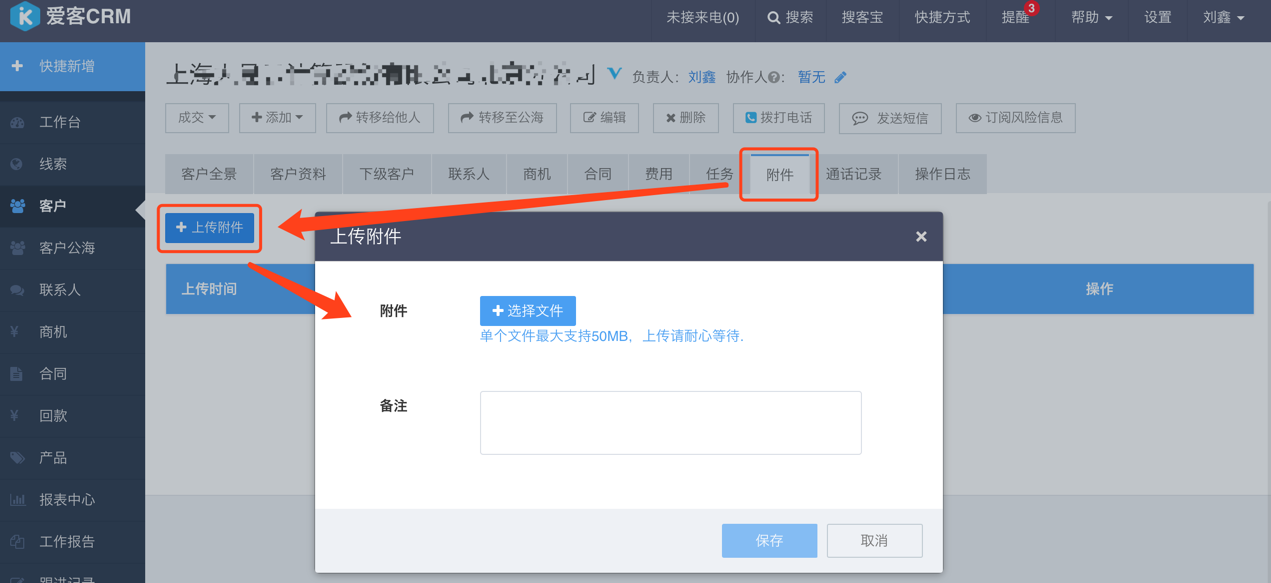 爱客CRM
未接来电(0)
搜索
搜客宝
快捷方式
提醒
3
帮助
设置
刘鑫
快捷新增
工作台
线索
客户
客户公海
联系人
商机
合同
回款
产品
报表中心
工作报告
跟进记录
上海
负责人: 刘鑫 协作人 : 暂无
成交
添加
转移给他人
转移至公海
编辑
删除
拨打电话
发送短信
订阅风险信息
客户全景
客户资料
下级客户
联系人
商机
合同
费用
任务
附件
通话记录
操作日志
上传附件
上传时间
操作
上传附件
附件
选择文件
单个文件最大支持50MB，上传请耐心等待.
备注
保存
取消